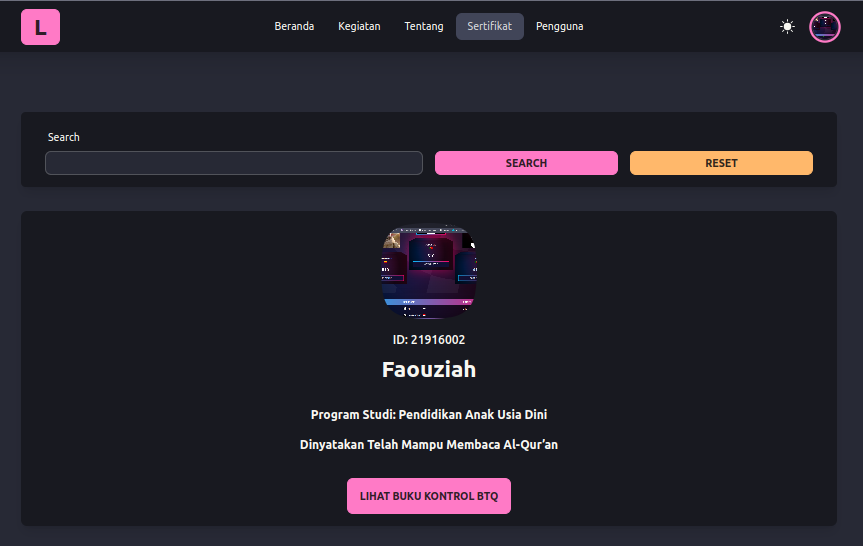 L
Beranda Kegiatan Tentang Sertifikat Pengguna
Search
SEARCH RESET
ID: 21916002
Faouziah
Program Studi: Pendidikan Anak Usia Dini
Dinyatakan Telah Mampu Membaca Al-Qur’an
LIHAT BUKU KONTROL BTQ